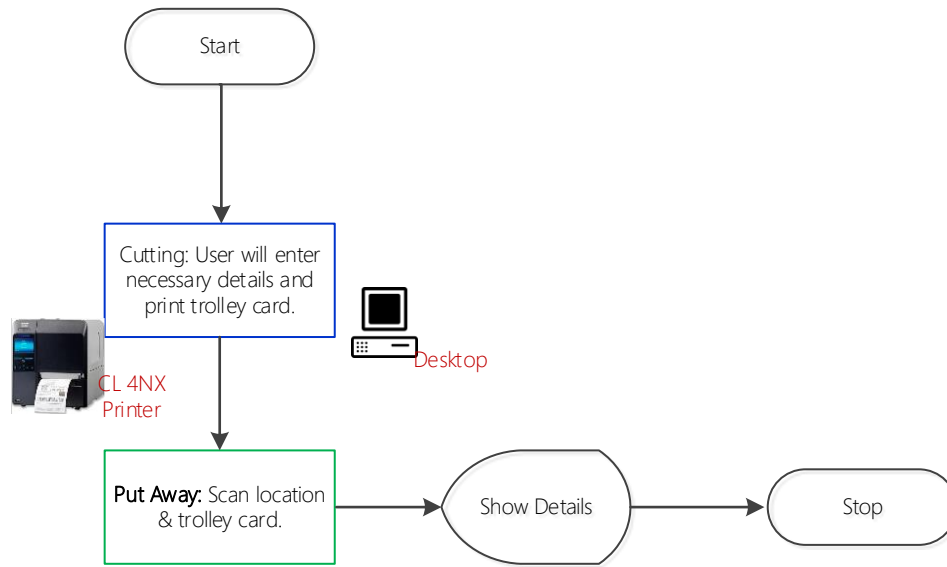 Start
Cutting: User will enter
necessary details and
print trolley card.
Desktop
CL 4NX
Printer
Put Away: Scan location
& trolley card.
Show Details
Stop